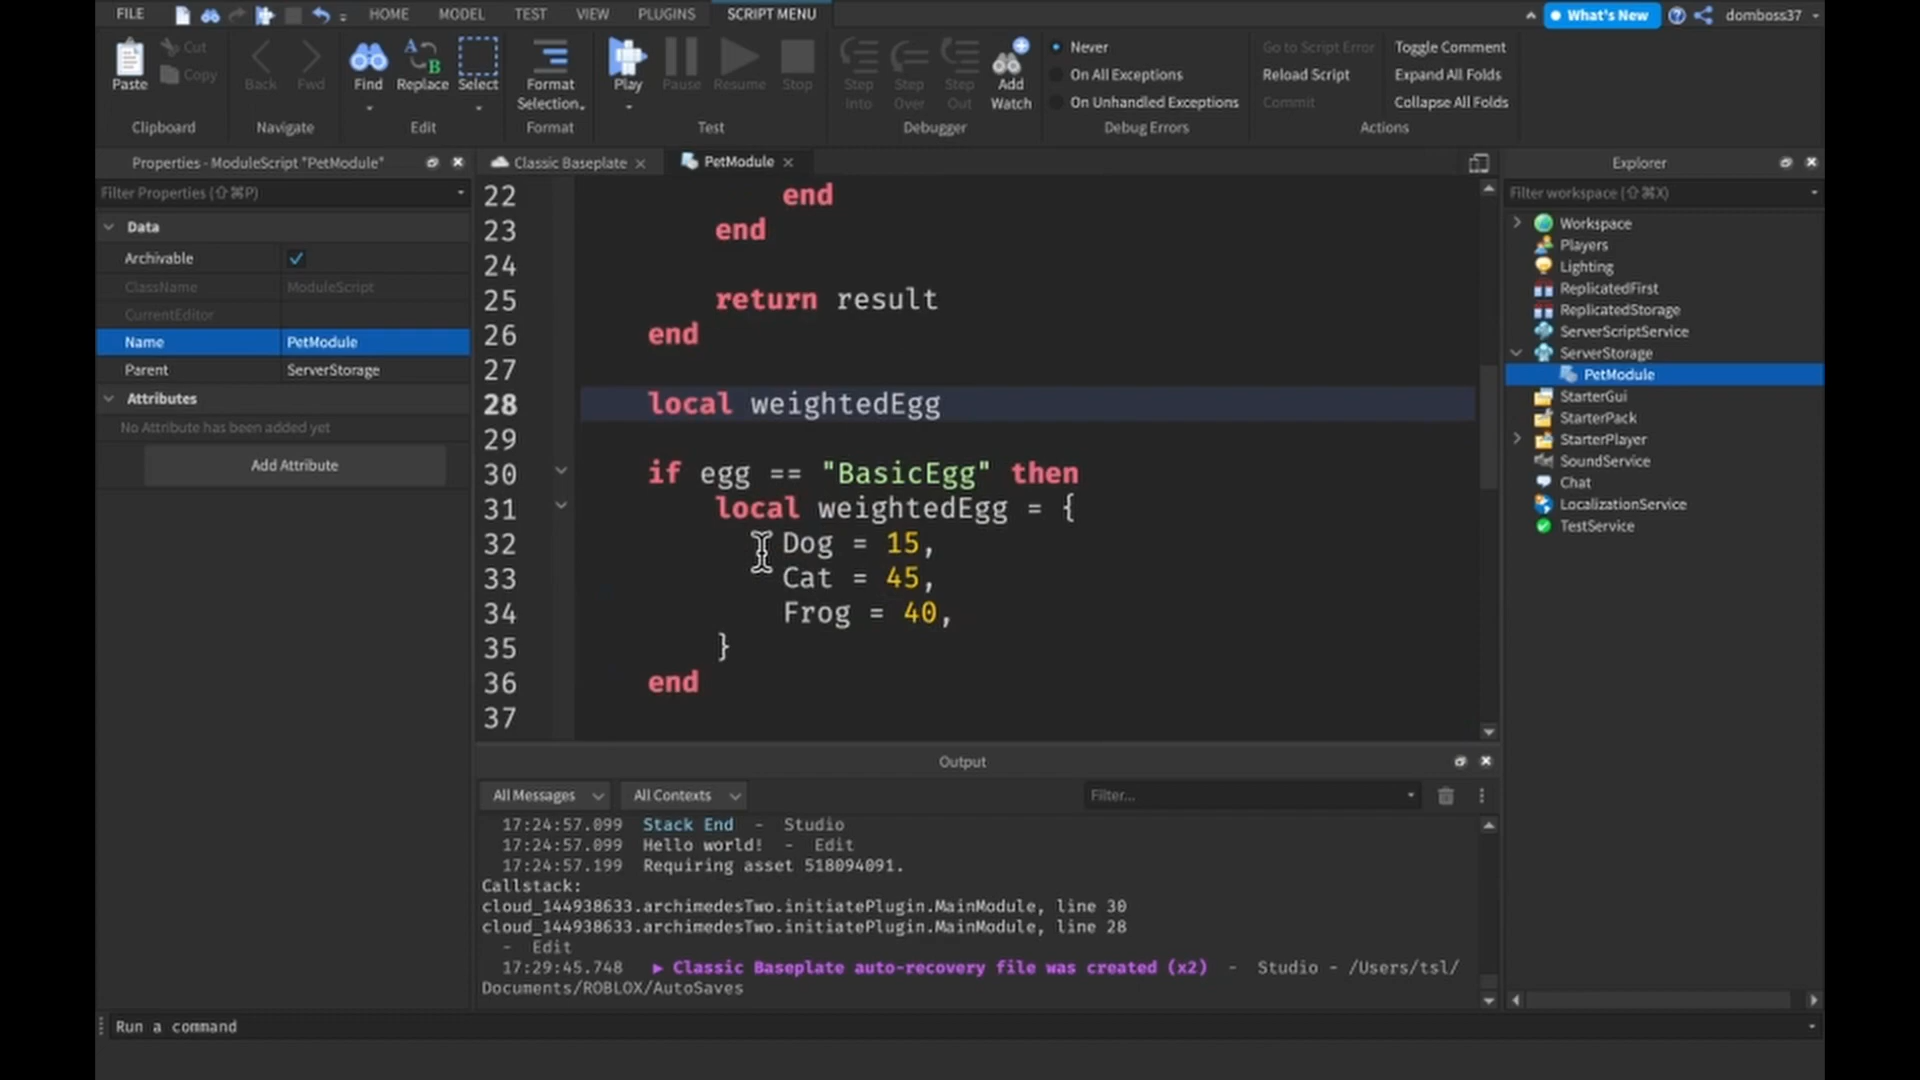 FILE HOME MODEL TEST VIEW PLUGINS SCRIPT MENU What's New domboss37
Paste Cut Copy Back Fwd Find Replace Select Format Selection Play Pause Resume Stop Step Into Step Over Step Out Add Watch
Never
On All Exceptions
On Unhandled Exceptions
Go to Script Error
Reload Script
Commit
Toggle Comment
Expand All Folds
Collapse All Folds
Clipboard Navigate Edit Format Test Debugger Debug Errors Actions
Properties - ModuleScript "PetModule"
Filter Properties (⇧⌘P)
Data
Archivable
ClassName ModuleScript
CurrentEditor
Name PetModule
Parent ServerStorage
Attributes
No Attribute has been added yet
Add Attribute
Classic Baseplate PetModule
22 end
23 end
24
25 return result
26 end
27
28 local weightedEgg
29
30 if egg == "BasicEgg" then
31 local weightedEgg = {
32 Dog = 15,
33 Cat = 45,
34 Frog = 40,
35 }
36 end
37
Output
All Messages All Contexts Filter...
17:24:57.099 Stack End - Studio
17:24:57.099 Hello world! - Edit
17:24:57.199 Requiring asset 518094091.
Callstack:
cloud_144938633.archimedesTwo.initiatePlugin.MainModule, line 30
cloud_144938633.archimedesTwo.initiatePlugin.MainModule, line 28
- Edit
17:29:45.748 ▶ Classic Baseplate auto-recovery file was created (x2) - Studio - /Users/tsl/
Documents/ROBLOX/AutoSaves
Run a command
Explorer
Filter workspace (⇧⌘X)
Workspace
Players
Lighting
ReplicatedFirst
ReplicatedStorage
ServerScriptService
ServerStorage
PetModule
StarterGui
StarterPack
StarterPlayer
SoundService
Chat
LocalizationService
TestService